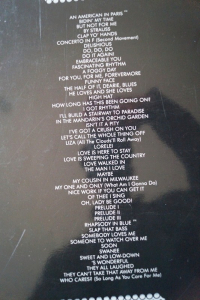 AN AMERICAN IN PARIS
BIDIN' MY TIME
BUT NOT FOR ME
BY STRAUSS
CLAP YO' HANDS
CONCERTO IN F (Second Movement)
DELISHIOUS
DO, DO, DO
DO IT AGAIN!
EMBRACEABLE YOU
FASCINATING RHYTHM
A FOGGY DAY
FOR YOU, FOR ME, FOREVERMORE
FUNNY FACE
THE HALF OF IT, DEARIE, BLUES
HE LOVES AND SHE LOVES
HIGH HAT
HOW LONG HAS THIS BEEN GOING ON?
I GOT RHYTHM
I'LL BUILD A STAIRWAY TO PARADISE
IN THE MANDARIN'S ORCHID GARDEN
ISN'T IT A PITY
I'VE GOT A CRUSH ON YOU
LET'S CALL THE WHOLE THING OFF
LIZA (All The Clouds'll Roll Away)
LORELEI
LOVE IS HERE TO STAY
LOVE IS SWEEPING THE COUNTRY
LOVE WALKED IN
THE MAN I LOVE
MAYBE
MY COUSIN IN MILWAUKEE
MY ONE AND ONLY (What Am I Gonna Do)
NICE WORK IF YOU CAN GET IT
OF THEE I SING
OH, LADY BE GOOD!
PRELUDE I
PRELUDE II
PRELUDE III
RHAPSODY IN BLUE™
SLAP THAT BASS
SOMEBODY LOVES ME
SOMEONE TO WATCH OVER ME
SOON
SWANEE
SWEET AND LOW-DOWN
'S WONDERFUL
THEY ALL LAUGHED
THEY CAN'T TAKE THAT AWAY FROM ME
WHO CARES? (So Long As You Care For Me)